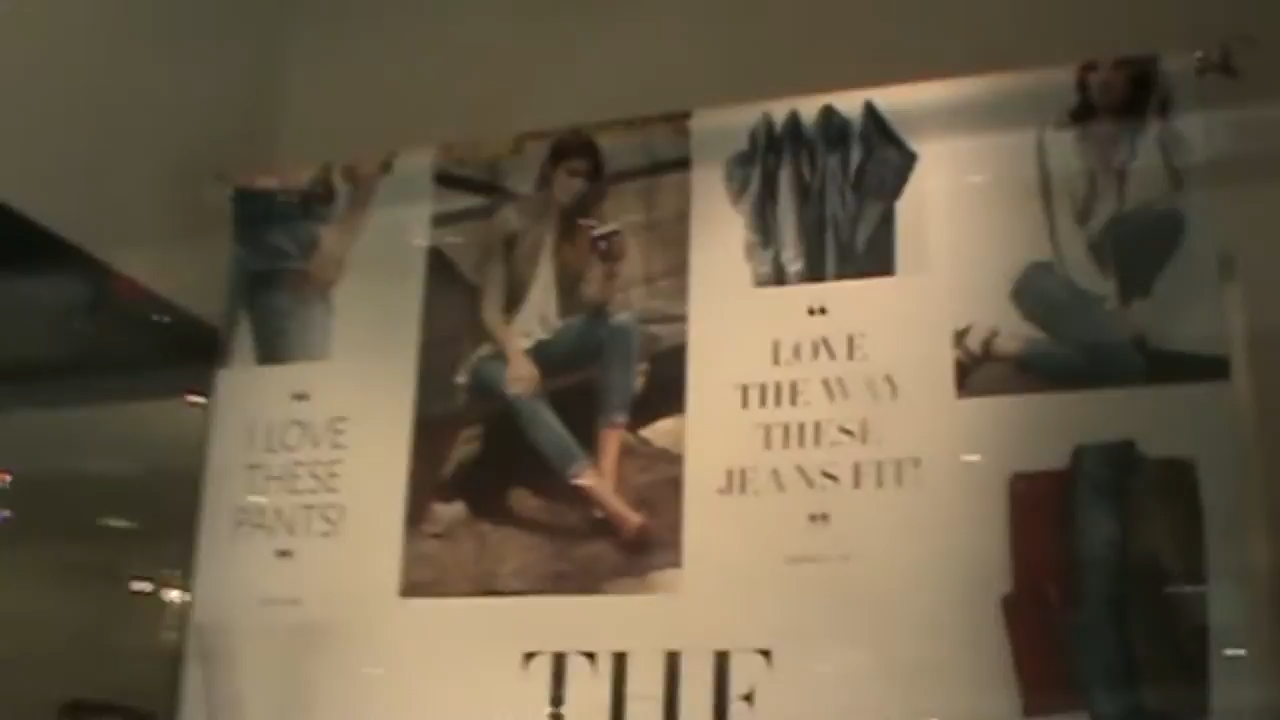 “
I LOVE
THESE
PANTS!
”
“
LOVE
THE WAY
THESE
JEANS FIT!
”
THE